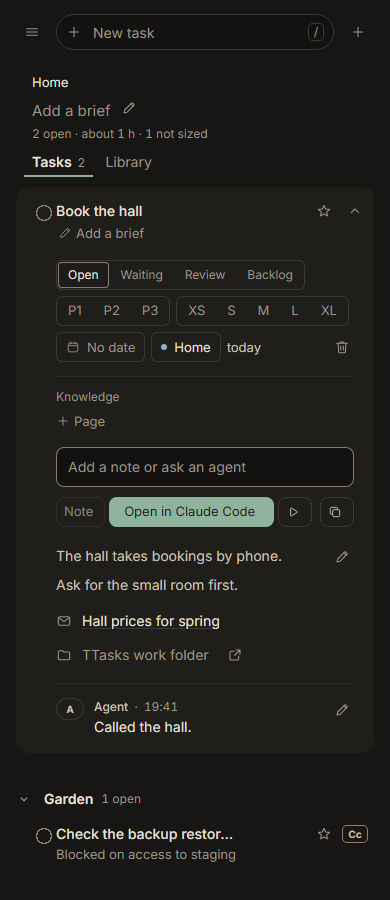 New task /
Home
Add a brief
2 open · about 1 h · 1 not sized
Tasks 2 Library
Book the hall
Add a brief
Open Waiting Review Backlog
P1 P2 P3 XS S M L XL
No date Home today
Knowledge
Page
Add a note or ask an agent
Note Open in Claude Code
The hall takes bookings by phone.
Ask for the small room first.
Hall prices for spring
TTasks work folder
A Agent · 19:41
Called the hall.
Garden 1 open
Check the backup restor... Cc
Blocked on access to staging